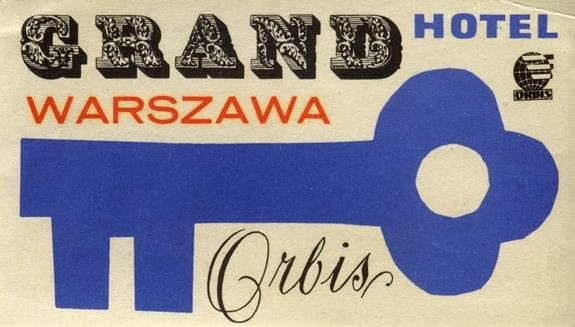 GRAND HOTEL
ORBIS
WARSZAWA
Orbis